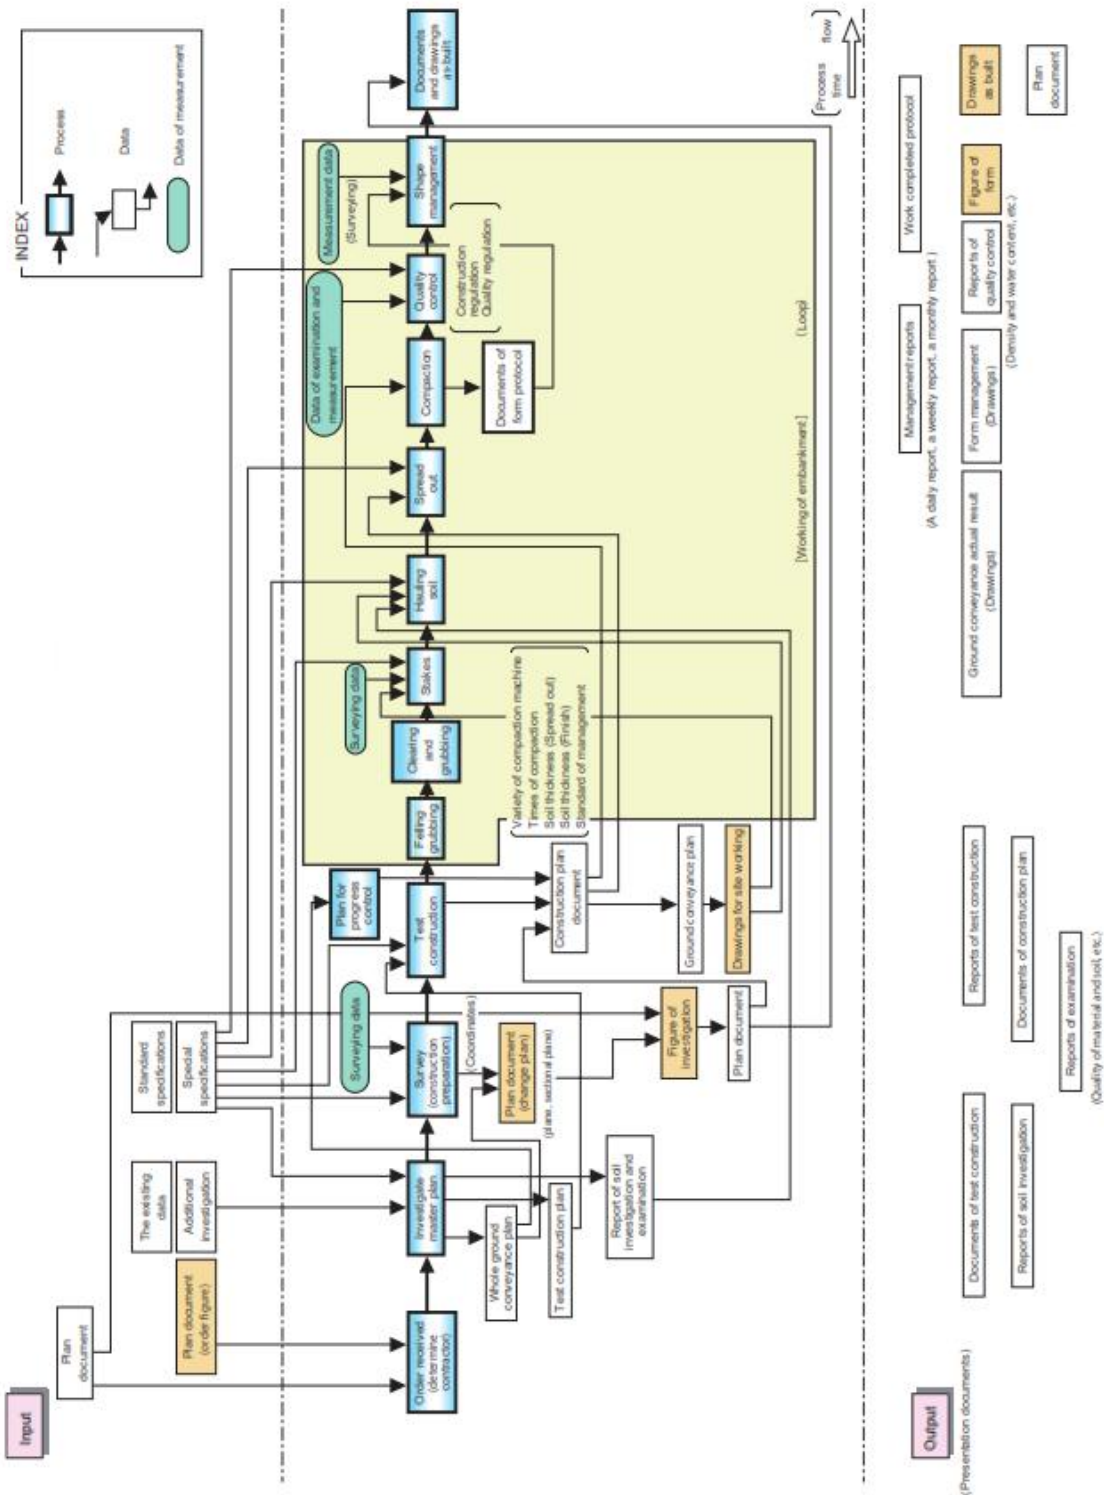 INDEX
Process
Data
Data of measurement
Input
Plan
document
Plan document
(order figure)
The existing
data
Additional
investigation
Standard
specifications
Special
specifications
Order received
(determine
contractor)
Investigate
master plan
Survey
(construction
preparation)
Surveying data
Test
construction
Plan for
progress
control
Felling
grubbing
Clearing
and
grubbing
Surveying data
Stakes
Hauling
soil
Spread
out
Compaction
Data of examination and
measurement
Quality
control
Measurement data
(Surveying)
Shape
management
Documents
and drawings
as built
Whole ground
conveyance plan
Test construction plan
Report of soil
investigation and
examination
(Coordinates)
Plan document
(change plan)
(plane, sectional plane)
Figure of
investigation
Plan document
Construction plan
document
Ground conveyance plan
Drawings for site working
Variety of compaction machine
Times of compaction
Soil thickness (Spread out)
Soil thickness (Finish)
Standard of management
Documents of
form protocol
Construction
regulation
Quality regulation
[Working of embankment]
(Loop)
Process flow
time
Output
(Presentation documents)
Documents of test construction
Reports of soil investigation
Reports of test construction
Documents of construction plan
Reports of examination
(Quality of material and soil, etc.)
Management reports
(A daily report, a weekly report, a monthly report )
Work completed protocol
Ground conveyance actual result
(Drawings)
Form management
(Drawings)
Reports of
quality control
(Density and water content, etc.)
Figure of
form
Drawings
as built
Plan
document